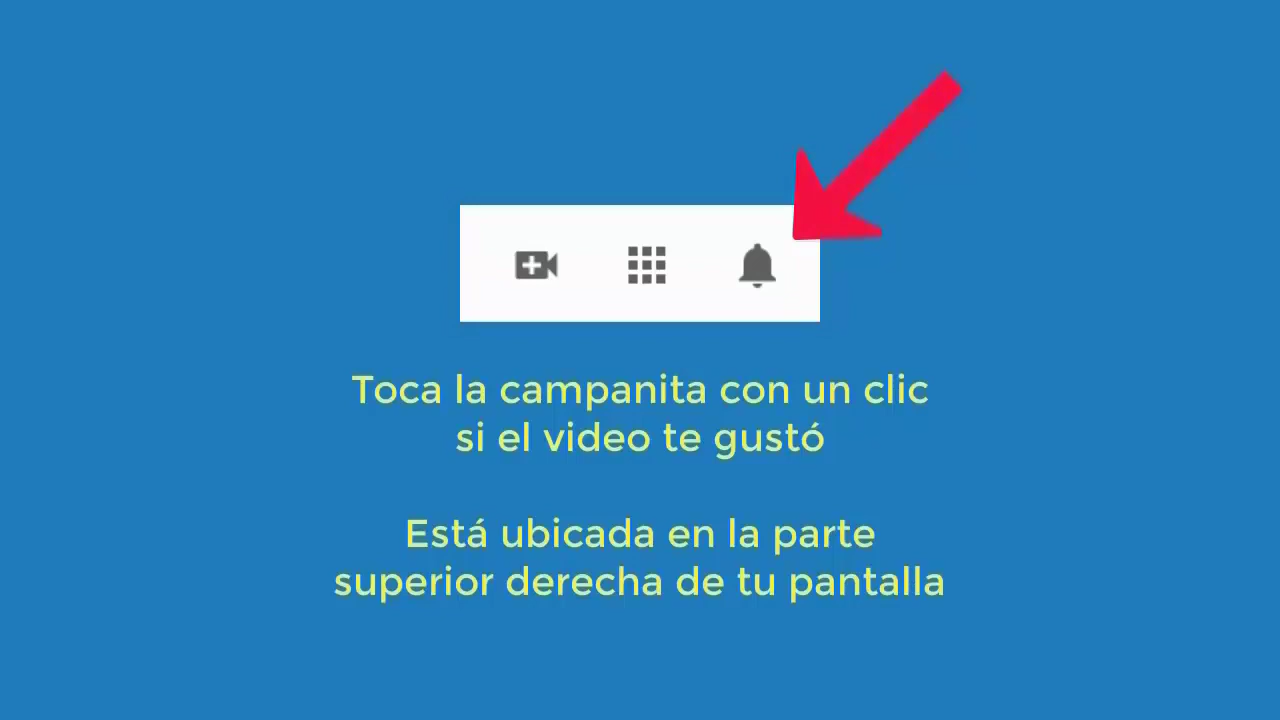 Toca la campanita con un clic
si el video te gustó
Está ubicada en la parte
superior derecha de tu pantalla